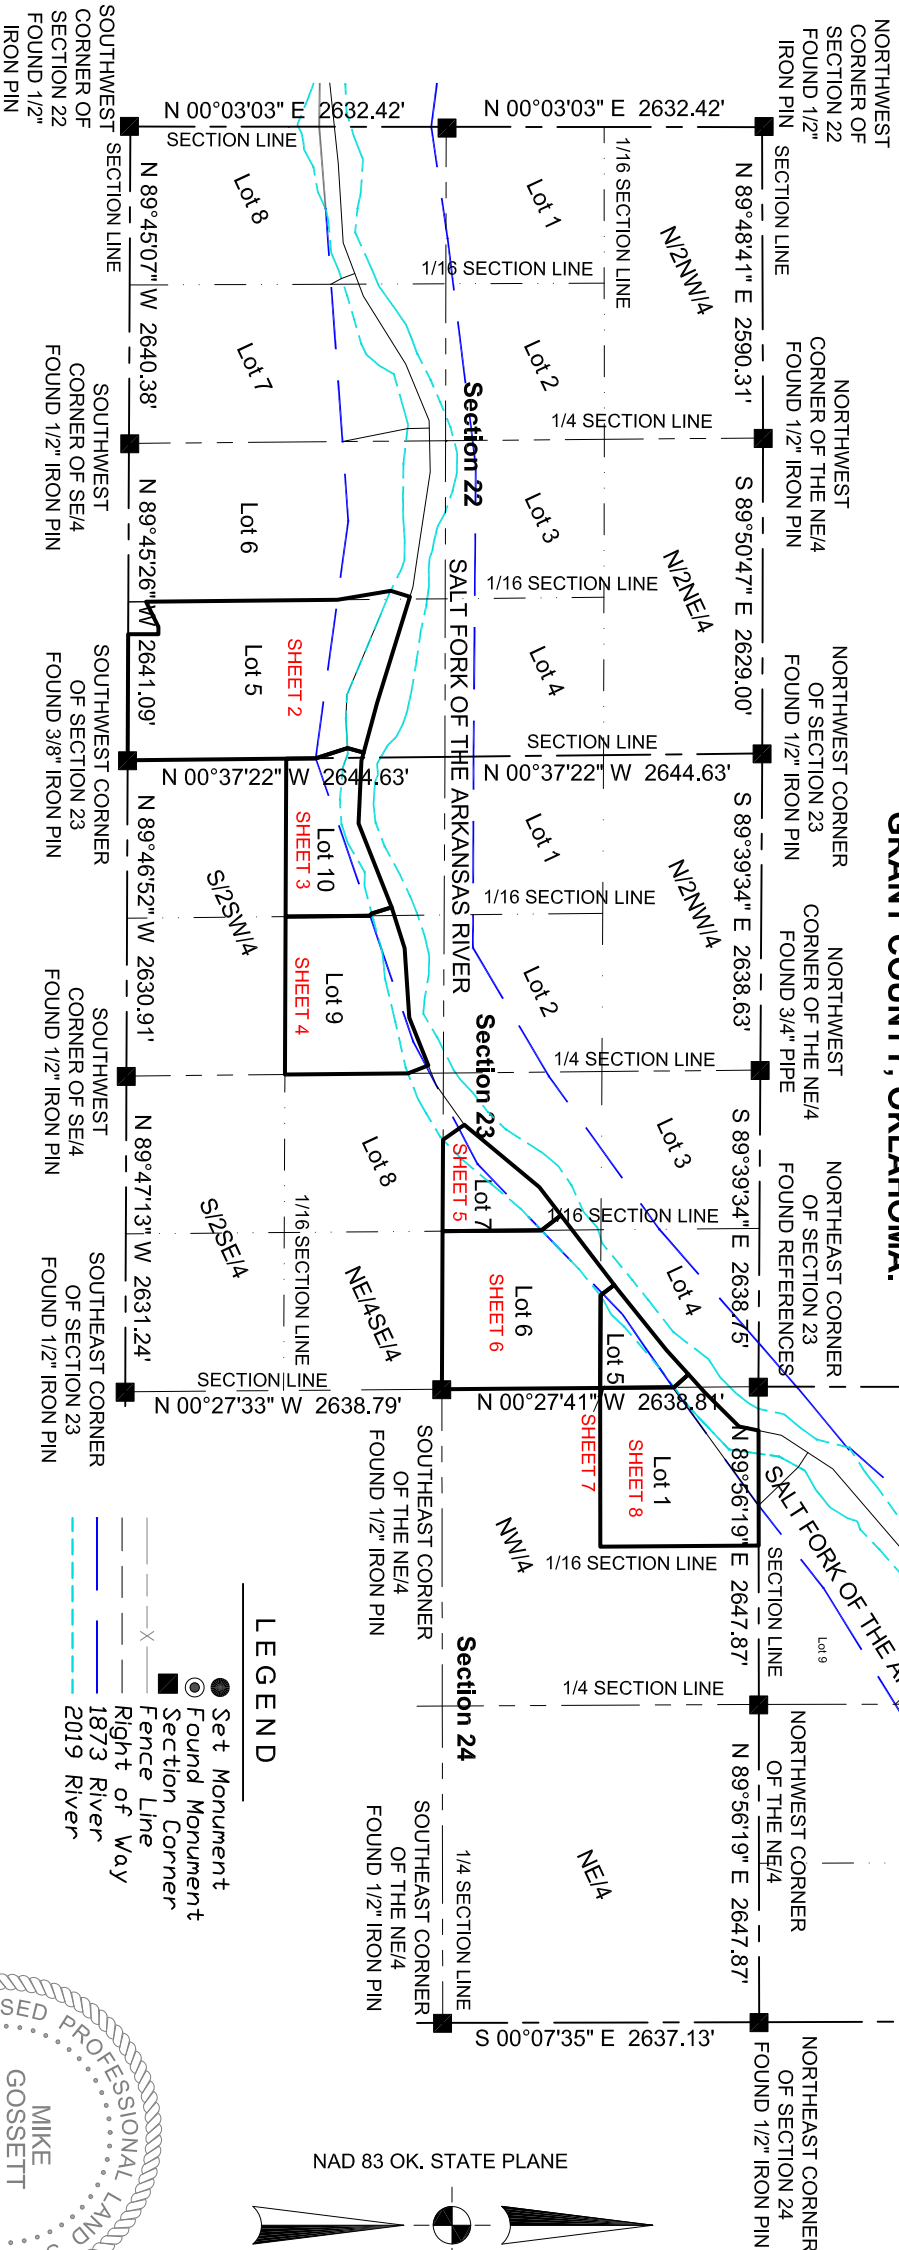 GRANT COUNTY, OKLAHOMA.
NORTHWEST
CORNER OF
SECTION 22
FOUND 1/2"
IRON PIN
NORTHWEST
CORNER OF THE NE/4
FOUND 1/2" IRON PIN
NORTHWEST CORNER
OF SECTION 23
FOUND 1/2" IRON PIN
NORTHWEST
CORNER OF THE NE/4
FOUND 3/4" PIPE
NORTHEAST CORNER
OF SECTION 23
FOUND REFERENCES
NORTHWEST CORNER
OF THE NE/4
NORTHEAST CORNER
OF SECTION 24
FOUND 1/2" IRON PIN
SECTION LINE
N 89°48'41" E 2590.31'
S 89°50'47" E 2629.00'
S 89°39'34" E 2638.63'
S 89°39'34" E 2638.75'
N 89°56'19" E 2647.87'
SECTION LINE
N 89°56'19" E 2647.87'
N 00°03'03" E 2632.42'
N 00°03'03" E 2632.42'
SECTION LINE
1/16 SECTION LINE
1/16 SECTION LINE
1/4 SECTION LINE
1/16 SECTION LINE
SECTION LINE
N 00°37'22" W 2644.63'
N 00°37'22" W 2644.63'
1/16 SECTION LINE
1/4 SECTION LINE
1/16 SECTION LINE
N 00°27'41" W 2638.81'
1/16 SECTION LINE
1/4 SECTION LINE
S 00°07'35" E 2637.13'
N/2NW/4
N/2NE/4
N/2NW/4
Lot 1
Lot 2
Lot 3
Lot 4
Lot 1
Lot 2
Lot 3
Lot 4
Lot 9
Section 22
SALT FORK OF THE ARKANSAS RIVER
Section 23
SALT FORK OF THE A
Section 24
1/4 SECTION LINE
Lot 8
Lot 7
Lot 6
Lot 5
SHEET 2
Lot 10
SHEET 3
Lot 9
SHEET 4
Lot 8
Lot 7
SHEET 5
Lot 6
SHEET 6
Lot 5
SHEET 7
Lot 1
SHEET 8
NW/4
NE/4
S/2SW/4
S/2SE/4
NE/4SE/4
1/16 SECTION LINE
SECTION LINE
N 00°27'33" W 2638.79'
SECTION LINE
N 89°45'07" W 2640.38'
N 89°45'26" W 2641.09'
N 89°46'52" W 2630.91'
N 89°47'13" W 2631.24'
SOUTHWEST
CORNER OF
SECTION 22
FOUND 1/2"
IRON PIN
SOUTHWEST
CORNER OF SE/4
FOUND 1/2" IRON PIN
SOUTHWEST CORNER
OF SECTION 23
FOUND 3/8" IRON PIN
SOUTHWEST
CORNER OF SE/4
FOUND 1/2" IRON PIN
SOUTHEAST CORNER
OF SECTION 23
FOUND 1/2" IRON PIN
SOUTHEAST CORNER
OF THE NE/4
FOUND 1/2" IRON PIN
SOUTHEAST CORNER
OF THE NE/4
FOUND 1/2" IRON PIN
LEGEND
Set Monument
Found Monument
Section Corner
X
Fence Line
Right of Way
1873 River
2019 River
NAD 83 OK. STATE PLANE
SED PROFESSIONAL LAND
MIKE
GOSSETT